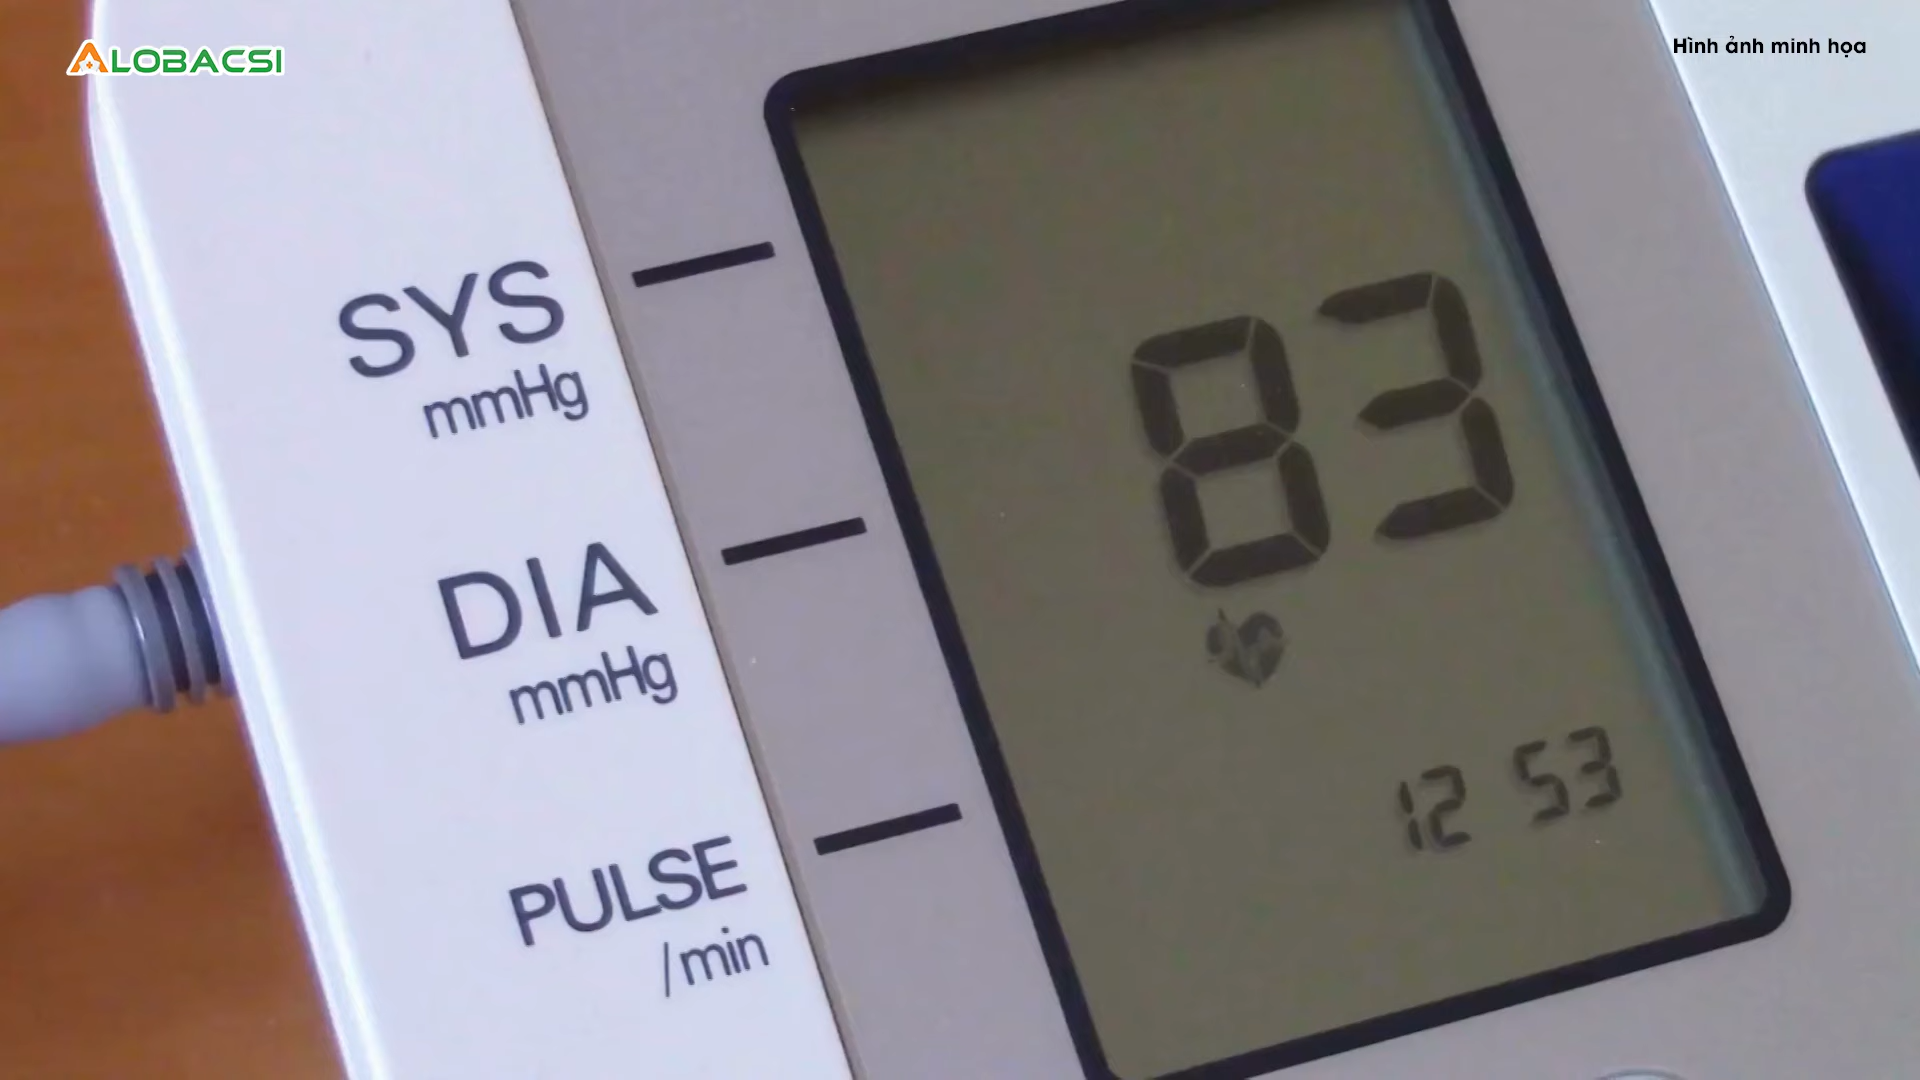 ALOBACSI
Hình ảnh minh họa
SYS
mmHg
83
DIA
mmHg
12 53
PULSE
/min